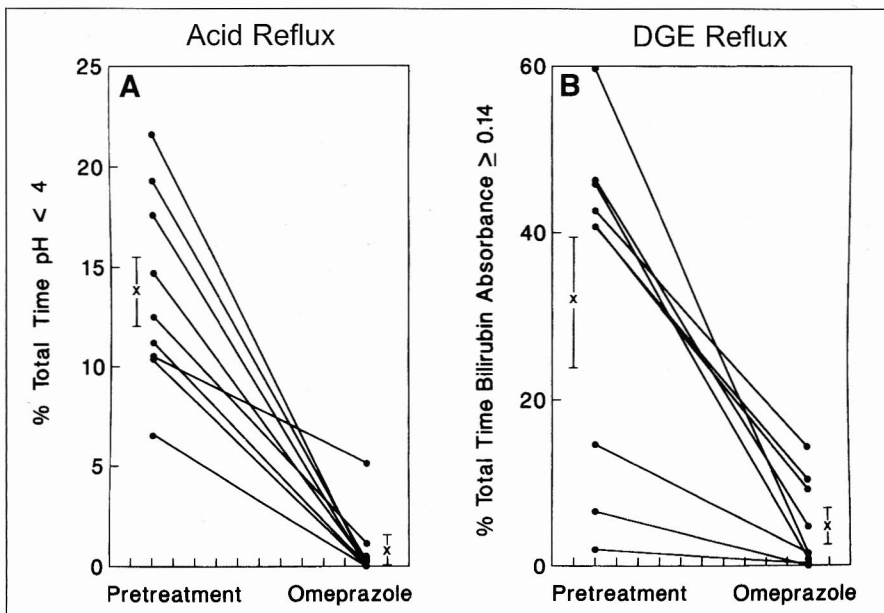 Acid Reflux
DGE Reflux
A
% Total Time pH < 4
25
20
15
10
5
0
x
x
Pretreatment
Omeprazole
B
% Total Time Bilirubin Absorbance ≥ 0.14
60
40
20
0
x
x
Pretreatment
Omeprazole